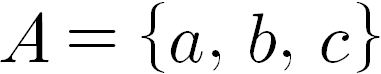 A = {a, b, c}